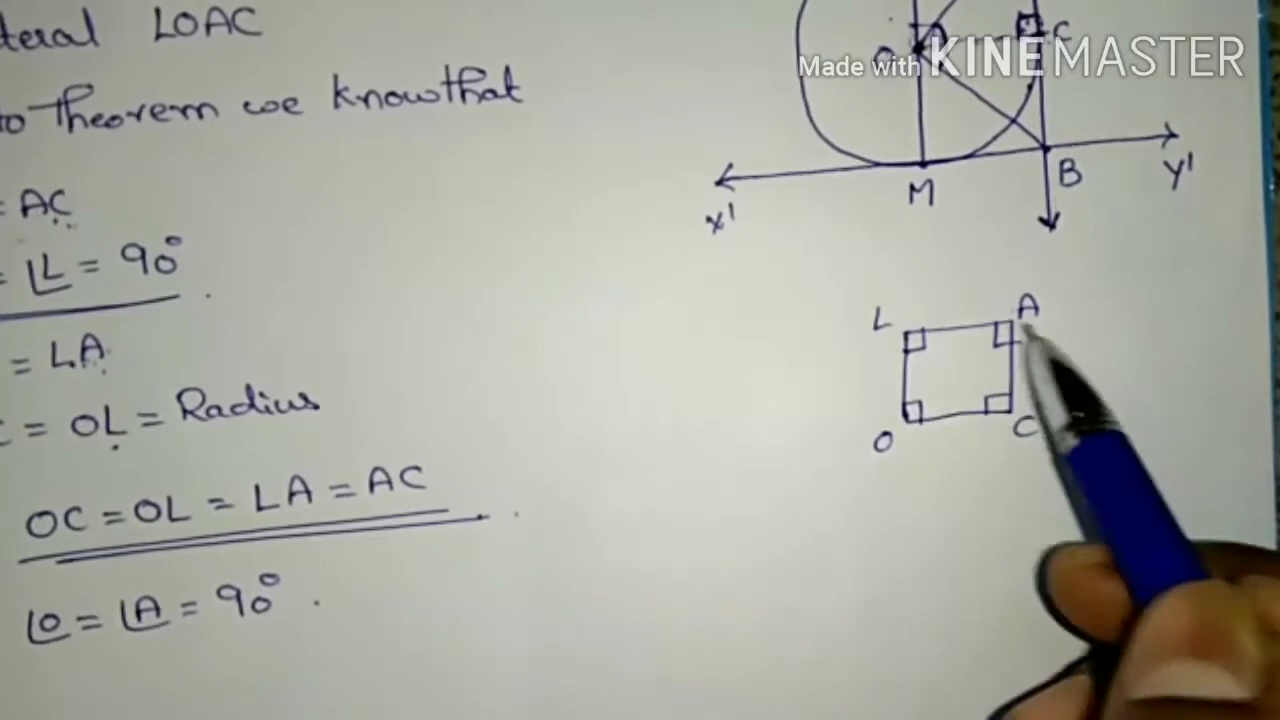 teral LOAC
to Theorem we know that
= AC
= ∠L = 90°
= LA
= OL = Radius
OC = OL = LA = AC
∠O = ∠A = 90°.
Made with KINEMASTER
O
C
M
B
x'
y'
L
A
O
C